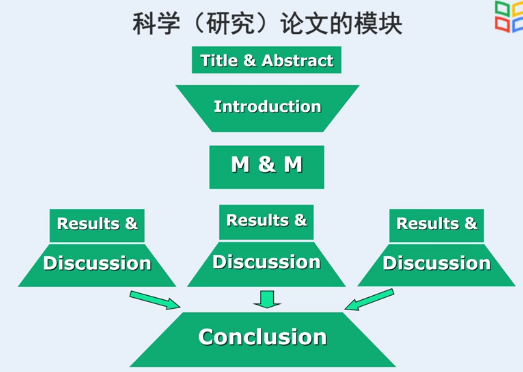 科学（研究）论文的模块
Title & Abstract
Introduction
M & M
Results &
Discussion
Results &
Discussion
Results &
Discussion
Conclusion